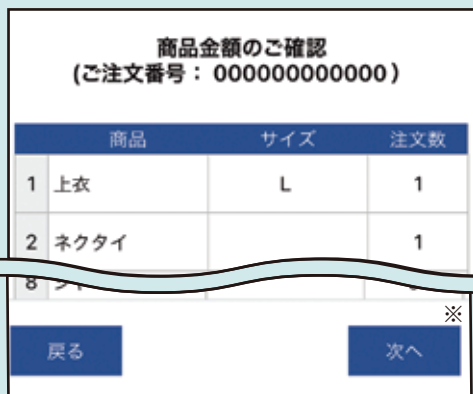 商品金額のご確認
(ご注文番号：000000000000)
商品 サイズ 注文数
1 上衣 L 1
2 ネクタイ 1
8
※
戻る 次へ